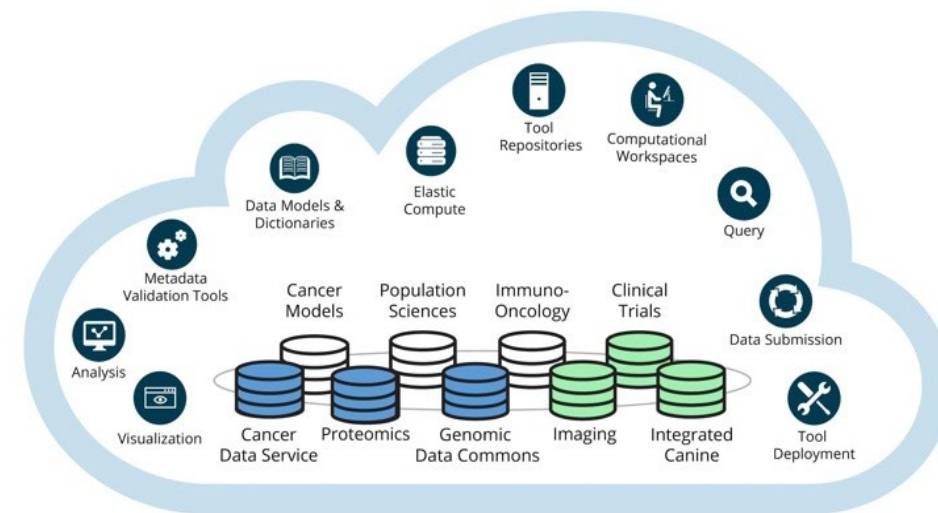 Tool
Repositories
Computational
Workspaces
Elastic
Compute
Data Models &
Dictionaries
Query
Metadata
Validation Tools
Cancer
Models
Population
Sciences
Immuno-
Oncology
Clinical
Trials
Data Submission
Analysis
Visualization
Cancer
Data Service
Proteomics
Genomic
Data Commons
Imaging
Integrated
Canine
Tool
Deployment